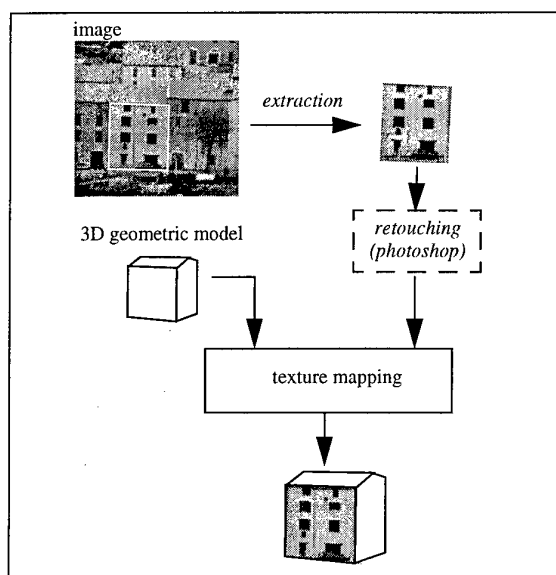 image
extraction
3D geometric model
retouching
(photoshop)
texture mapping